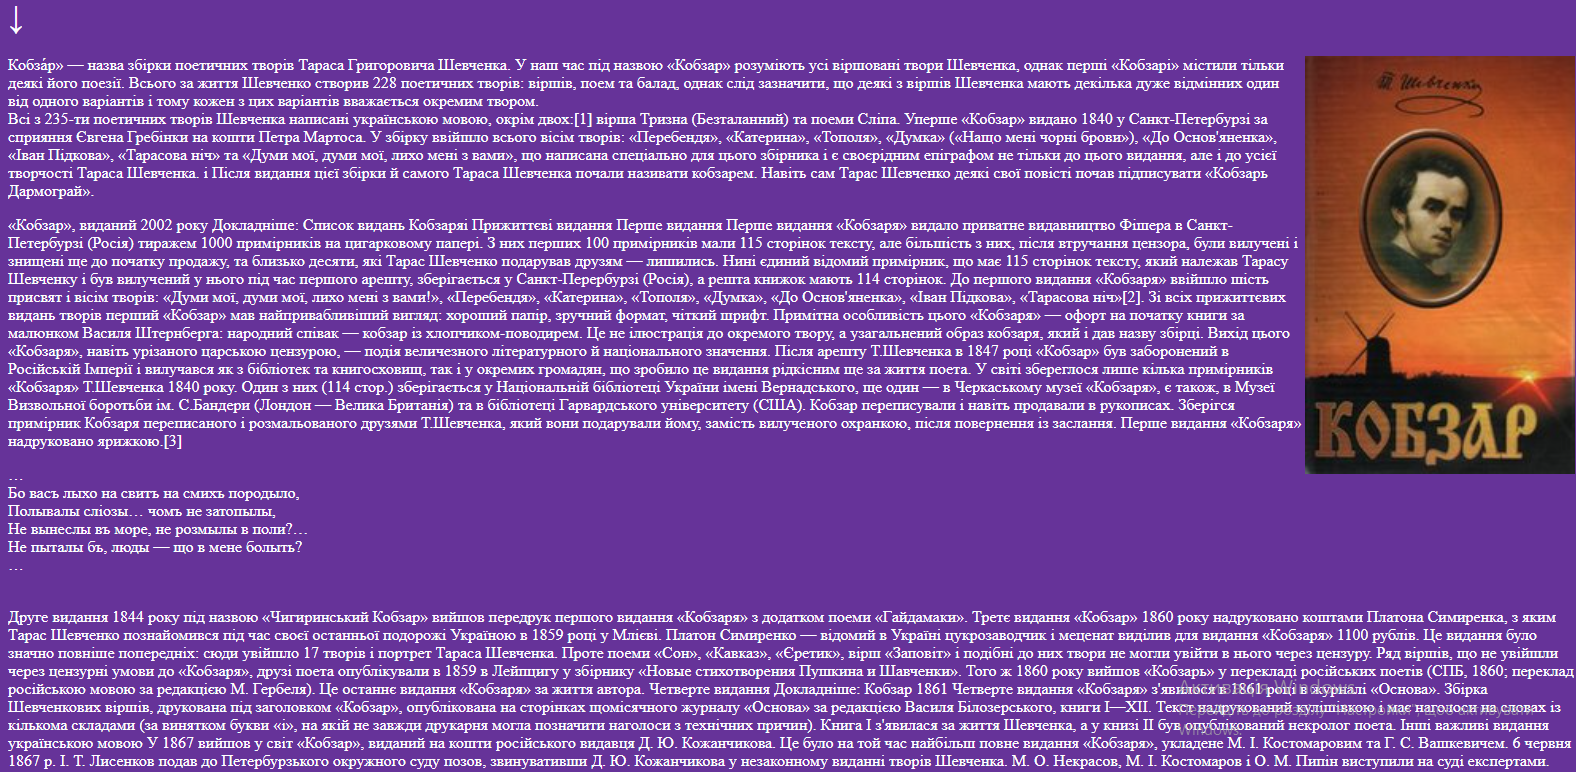 ↓
Кобза́р» — назва збірки поетичних творів Тараса Григоровича Шевченка. У наш час під назвою «Кобзар» розуміють усі віршовані твори Шевченка, однак перші «Кобзарі» містили тільки
деякі його поезії. Всього за життя Шевченко створив 228 поетичних творів: віршів, поем та балад, однак слід зазначити, що деякі з віршів Шевченка мають декілька дуже відмінних один
від одного варіантів і тому кожен з цих варіантів вважається окремим твором.
Всі з 235-ти поетичних творів Шевченка написані українською мовою, окрім двох:[1] вірша Тризна (Безталанний) та поеми Сліпа. Уперше «Кобзар» видано 1840 у Санкт-Петербурзі за
сприяння Євгена Гребінки на кошти Петра Мартоса. У збірку ввійшло всього вісім творів: «Перебендя», «Катерина», «Тополя», «Думка» («Нащо мені чорні брови»), «До Основ'яненка»,
«Іван Підкова», «Тарасова ніч» та «Думи мої, думи мої, лихо мені з вами», що написана спеціально для цього збірника і є своєрідним епіграфом не тільки до цього видання, але і до усієї
творчості Тараса Шевченка. і Після видання цієї збірки й самого Тараса Шевченка почали називати кобзарем. Навіть сам Тарас Шевченко деякі свої повісті почав підписувати «Кобзарь
Дармограй».
«Кобзар», виданий 2002 року Докладніше: Список видань Кобзаряі Прижиттєві видання Перше видання Перше видання «Кобзаря» видало приватне видавництво Фішера в Санкт-
Петербурзі (Росія) тиражем 1000 примірників на цигарковому папері. З них перших 100 примірників мали 115 сторінок тексту, але більшість з них, після втручання цензора, були вилучені і
знищені ще до початку продажу, та близько десяти, які Тарас Шевченко подарував друзям — лишились. Нині єдиний відомий примірник, що має 115 сторінок тексту, який належав Тарасу
Шевченку і був вилучений у нього під час першого арешту, зберігається у Санкт-Перербурзі (Росія), а решта книжок мають 114 сторінок. До першого видання «Кобзаря» ввійшло шість
присвят і вісім творів: «Думи мої, думи мої, лихо мені з вами!», «Перебендя», «Катерина», «Тополя», «Думка», «До Основ'яненка», «Іван Підкова», «Тарасова ніч»[2]. Зі всіх прижиттєвих
видань творів перший «Кобзар» мав найпривабливіший вигляд: хороший папір, зручний формат, чіткий шрифт. Примітна особливість цього «Кобзаря» — офорт на початку книги за
малюнком Василя Штернберга: народний співак — кобзар із хлопчиком-поводирем. Це не ілюстрація до окремого твору, а узагальнений образ кобзаря, який і дав назву збірці. Вихід цього
«Кобзаря», навіть урізаного царською цензурою, — подія величезного літературного й національного значення. Після арешту Т.Шевченка в 1847 році «Кобзар» був заборонений в
Російській Імперії і вилучався як з бібліотек та книгосховищ, так і у окремих громадян, що зробило це видання рідкісним ще за життя поета. У світі збереглося лише кілька примірників
«Кобзаря» Т.Шевченка 1840 року. Один з них (114 стор.) зберігається у Національній бібліотеці України імені Вернадського, ще один — в Черкаському музеї «Кобзаря», є також, в Музеї
Визвольної боротьби ім. С.Бандери (Лондон — Велика Британія) та в бібліотеці Гарвардського університету (США). Кобзар переписували і навіть продавали в рукописах. Зберігся
примірник Кобзаря переписаного і розмальованого друзями Т.Шевченка, який вони подарували йому, замість вилученого охранкою, після повернення із заслання. Перше видання «Кобзаря»
надруковано ярижкою.[3]
Т. Шевченко
КОБЗАР
…
Бо васъ лыхо на свитъ на смихъ породыло,
Полывалы сліозы… чомъ не затопылы,
Не вынеслы въ море, не розмылы в поли?…
Не пыталы бъ, люды — що в мене болыть?
…
Друге видання 1844 року під назвою «Чигиринський Кобзар» вийшов передрук першого видання «Кобзаря» з додатком поеми «Гайдамаки». Третє видання «Кобзар» 1860 року надруковано коштами Платона Симиренка, з яким
Тарас Шевченко познайомився під час своєї останньої подорожі Україною в 1859 році у Млієві. Платон Симиренко — відомий в Україні цукрозаводчик і меценат виділив для видання «Кобзаря» 1100 рублів. Це видання було
значно повніше попередніх: сюди увійшло 17 творів і портрет Тараса Шевченка. Проте поеми «Сон», «Кавказ», «Єретик», вірш «Заповіт» і подібні до них твори не могли увійти в нього через цензуру. Ряд віршів, що не увійшли
через цензурні умови до «Кобзаря», друзі поета опублікували в 1859 в Лейпцигу у збірнику «Новые стихотворения Пушкина и Шавченки». Того ж 1860 року вийшов «Кобзарь» у перекладі російських поетів (СПБ, 1860; переклад
російською мовою за редакцією М. Гербеля). Це останнє видання «Кобзаря» за життя автора. Четверте видання Докладніше: Кобзар 1861 Четверте видання «Кобзаря» з'явилося в 1861 році в журналі «Основа». Збірка
Шевченкових віршів, друкована під заголовком «Кобзар», опублікована на сторінках щомісячного журналу «Основа» за редакцією Василя Білозерського, книги I—XII. Текст надрукований кулішівкою і має наголоси на словах із
кількома складами (за винятком букви «і», на якій не завжди друкарня могла позначити наголоси з технічних причин). Книга I з'явилася за життя Шевченка, а у книзі II був опублікований некролог поета. Інші важливі видання
українською мовою У 1867 вийшов у світ «Кобзар», виданий на кошти російського видавця Д. Ю. Кожанчикова. Це було на той час найбільш повне видання «Кобзаря», укладене М. І. Костомаровим та Г. С. Вашкевичем. 6 червня
1867 р. І. Т. Лисенков подав до Петербурзького окружного суду позов, звинувативши Д. Ю. Кожанчикова у незаконному виданні творів Шевченка. М. О. Некрасов, М. І. Костомаров і О. М. Пипін виступили на суді експертами.
Активація Windows
Перейдіть до розділу "Настройки", щоб активувати
Windows.